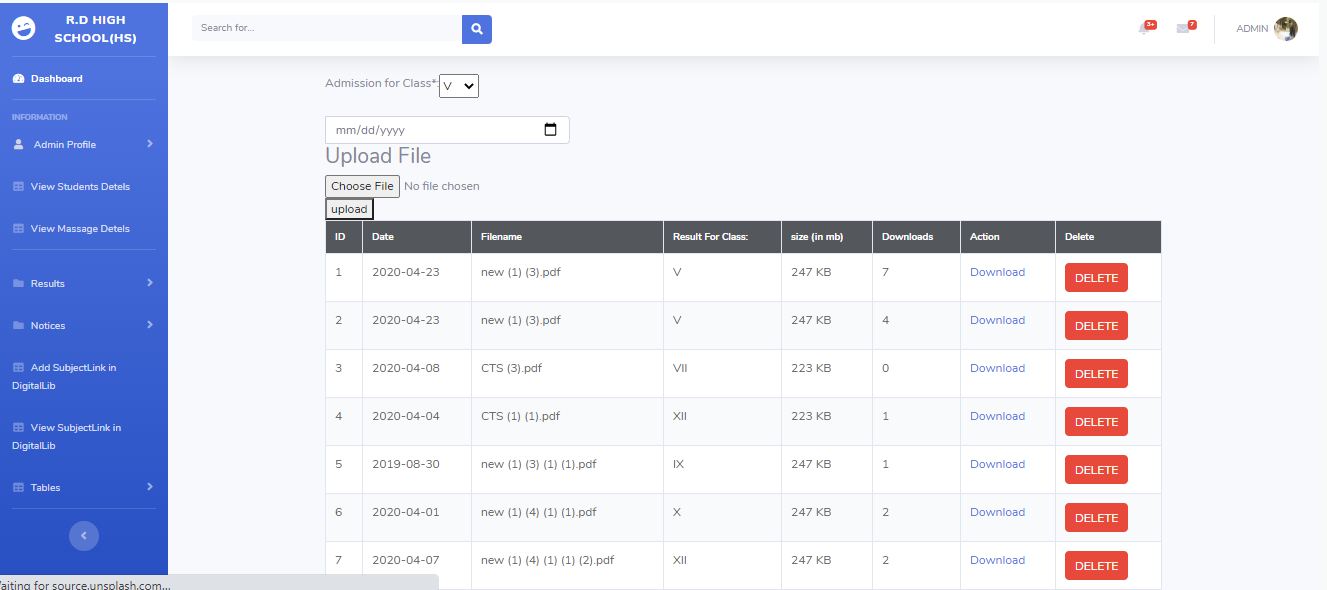 R.D HIGH
SCHOOL(HS)
Search for...
3+
7
ADMIN
Dashboard
INFORMATION
Admin Profile
View Students Detels
View Massage Detels
Results
Notices
Add SubjectLink in
DigitalLib
View SubjectLink in
DigitalLib
Tables
Admission for Class*: V
mm/dd/yyyy
Upload File
Choose File No file chosen
upload
ID Date Filename Result For Class: size (in mb) Downloads Action Delete
1 2020-04-23 new (1) (3).pdf V 247 KB 7 Download DELETE
2 2020-04-23 new (1) (3).pdf V 247 KB 4 Download DELETE
3 2020-04-08 CTS (3).pdf VII 223 KB 0 Download DELETE
4 2020-04-04 CTS (1) (1).pdf XII 223 KB 1 Download DELETE
5 2019-08-30 new (1) (3) (1) (1).pdf IX 247 KB 1 Download DELETE
6 2020-04-01 new (1) (4) (1) (1).pdf X 247 KB 2 Download DELETE
7 2020-04-07 new (1) (4) (1) (1) (2).pdf XII 247 KB 2 Download DELETE
aiting for source.unsplash.com...